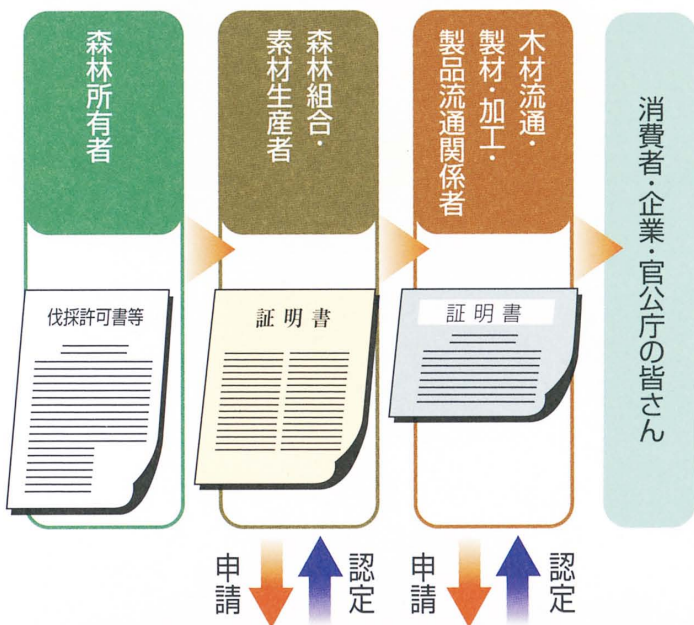 森林所有者
伐採許可書等
森林組合・
素材生産者
証明書
木材流通・
製材・加工・
製品流通関係者
証明書
消費者・企業・官公庁の皆さん
申請
認定
申請
認定